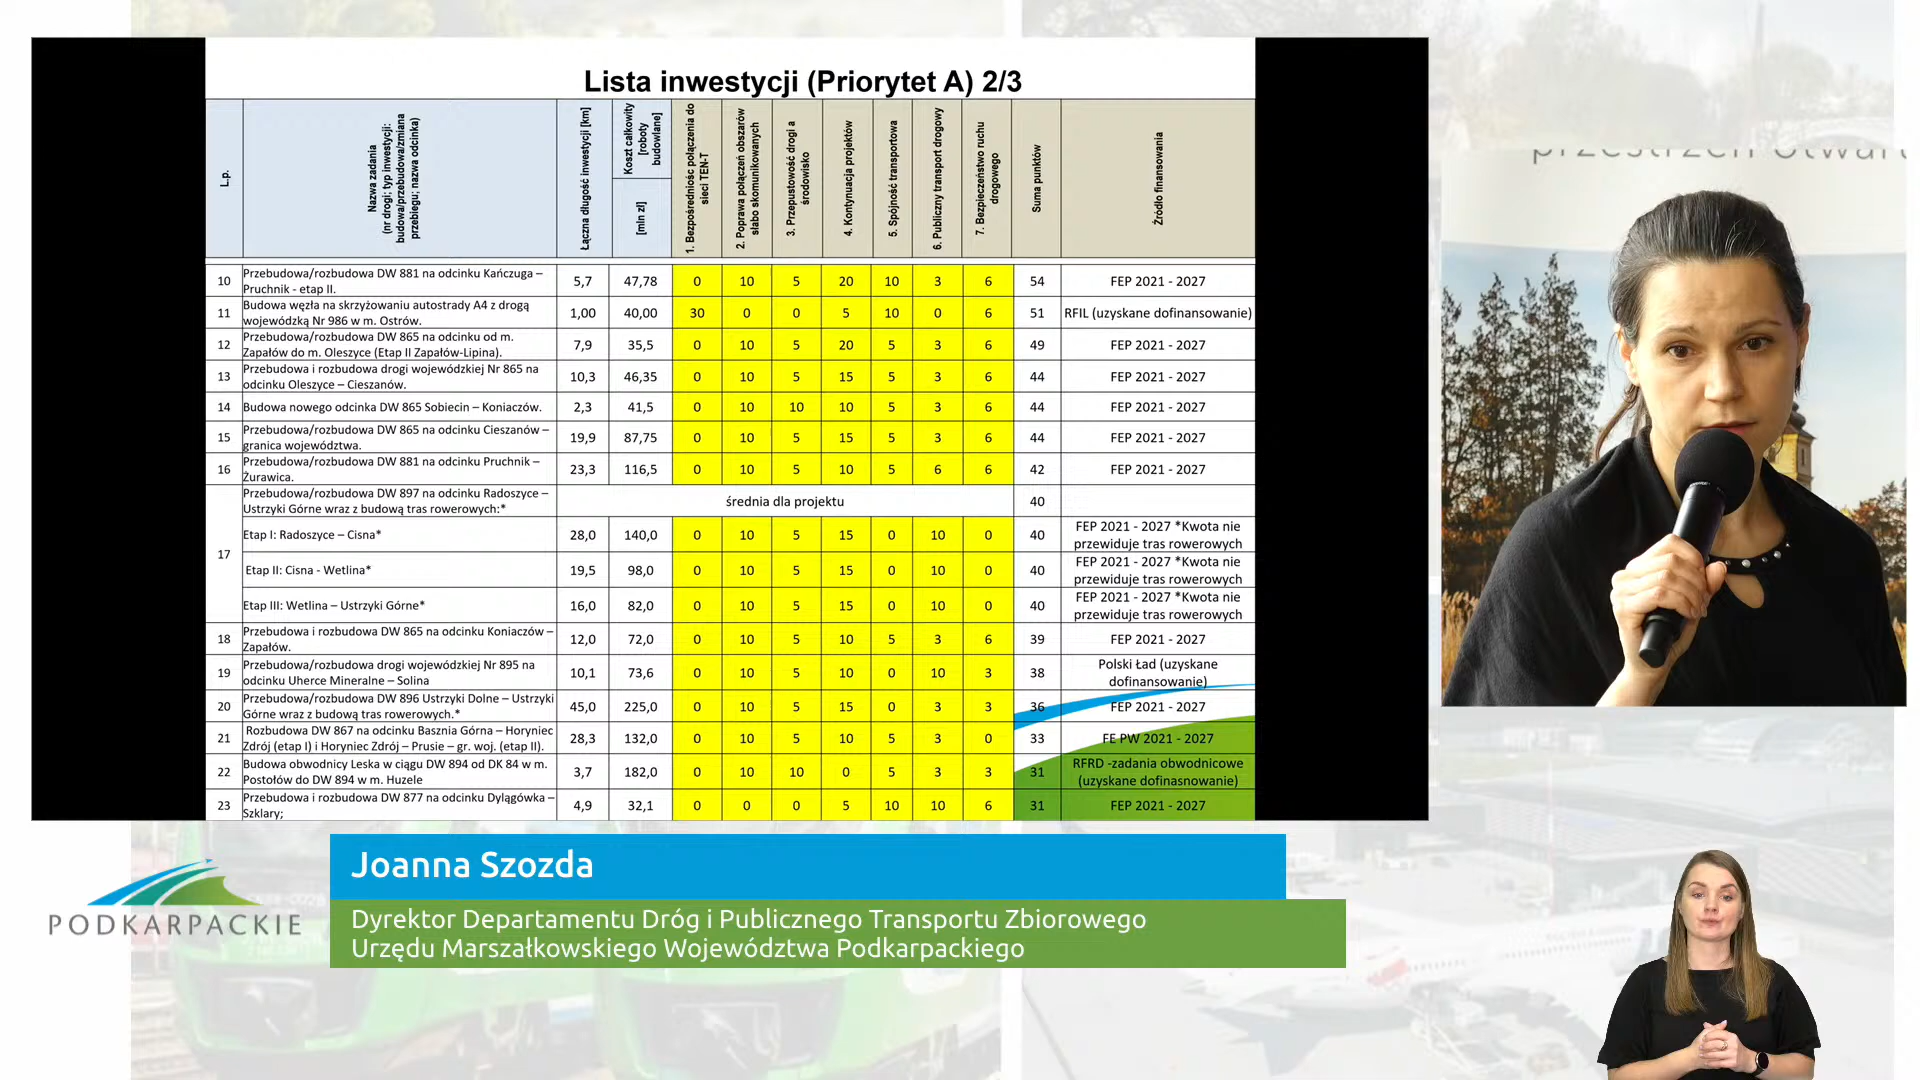 Lista inwestycji (Priorytet A) 2/3
L.p.
Nazwa zadania
(nr drogi; typ inwestycji:
budowa/przebudowa/zmiana
przebiegu; nazwa odcinka)
Łączna długość inwestycji [km]
Koszt całkowity
[roboty
budowlane]
[mln zł]
1. Bezpośredniość połączenia do
sieci TEN-T
2. Poprawa połączeń obszarów
słabo skomunikowanych
3. Przepustowość drogi a
środowisko
4. Kontynuacja projektów
5. Spójność transportowa
6. Publiczny transport drogowy
7. Bezpieczeństwo ruchu
drogowego
Suma punktów
Źródło finansowania
10 Przebudowa/rozbudowa DW 881 na odcinku Kańczuga –
Pruchnik - etap II. 5,7 47,78 0 10 5 20 10 3 6 54 FEP 2021 - 2027
11 Budowa węzła na skrzyżowaniu autostrady A4 z drogą
wojewódzką Nr 986 w m. Ostrów. 1,00 40,00 30 0 0 5 10 0 6 51 RFIL (uzyskane dofinansowanie)
12 Przebudowa/rozbudowa DW 865 na odcinku od m.
Zapałów do m. Oleszyce (Etap II Zapałów-Lipina). 7,9 35,5 0 10 5 20 5 3 6 49 FEP 2021 - 2027
13 Przebudowa i rozbudowa drogi wojewódzkiej Nr 865 na
odcinku Oleszyce – Cieszanów. 10,3 46,35 0 10 5 15 5 3 6 44 FEP 2021 - 2027
14 Budowa nowego odcinka DW 865 Sobiecin – Koniaczów. 2,3 41,5 0 10 10 10 5 3 6 44 FEP 2021 - 2027
15 Przebudowa/rozbudowa DW 865 na odcinku Cieszanów –
granica województwa. 19,9 87,75 0 10 5 15 5 3 6 44 FEP 2021 - 2027
16 Przebudowa/rozbudowa DW 881 na odcinku Pruchnik –
Żurawica. 23,3 116,5 0 10 5 10 5 6 6 42 FEP 2021 - 2027
17 Przebudowa/rozbudowa DW 897 na odcinku Radoszyce –
Ustrzyki Górne wraz z budową tras rowerowych:* średnia dla projektu 40
Etap I: Radoszyce – Cisna* 28,0 140,0 0 10 5 15 0 10 0 40 FEP 2021 - 2027 *Kwota nie
przewiduje tras rowerowych
Etap II: Cisna - Wetlina* 19,5 98,0 0 10 5 15 0 10 0 40 FEP 2021 - 2027 *Kwota nie
przewiduje tras rowerowych
Etap III: Wetlina – Ustrzyki Górne* 16,0 82,0 0 10 5 15 0 10 0 40 FEP 2021 - 2027 *Kwota nie
przewiduje tras rowerowych
18 Przebudowa i rozbudowa DW 865 na odcinku Koniaczów –
Zapałów. 12,0 72,0 0 10 5 10 5 3 6 39 FEP 2021 - 2027
19 Przebudowa/rozbudowa drogi wojewódzkiej Nr 895 na
odcinku Uherce Mineralne – Solina 10,1 73,6 0 10 5 10 0 10 3 38 Polski Ład (uzyskane
dofinansowanie)
20 Przebudowa/rozbudowa DW 896 Ustrzyki Dolne – Ustrzyki
Górne wraz z budową tras rowerowych.* 45,0 225,0 0 10 5 15 0 3 3 36 FEP 2021 - 2027
21 Rozbudowa DW 867 na odcinku Basznia Górna – Horyniec
Zdrój (etap I) i Horyniec Zdrój – Prusie – gr. woj. (etap II). 28,3 132,0 0 10 5 10 5 3 0 33 FE PW 2021 - 2027
22 Budowa obwodnicy Leska w ciągu DW 894 od DK 84 w m.
Postołów do DW 894 w m. Huzele 3,7 182,0 0 10 10 0 5 3 3 31 RFRD -zadania obwodnicowe
(uzyskane dofinasnowanie)
23 Przebudowa i rozbudowa DW 877 na odcinku Dylągówka –
Szklary; 4,9 32,1 0 0 0 5 10 10 6 31 FEP 2021 - 2027
Joanna Szozda
Dyrektor Departamentu Dróg i Publicznego Transportu Zbiorowego
Urzędu Marszałkowskiego Województwa Podkarpackiego
PODKARPACKIE